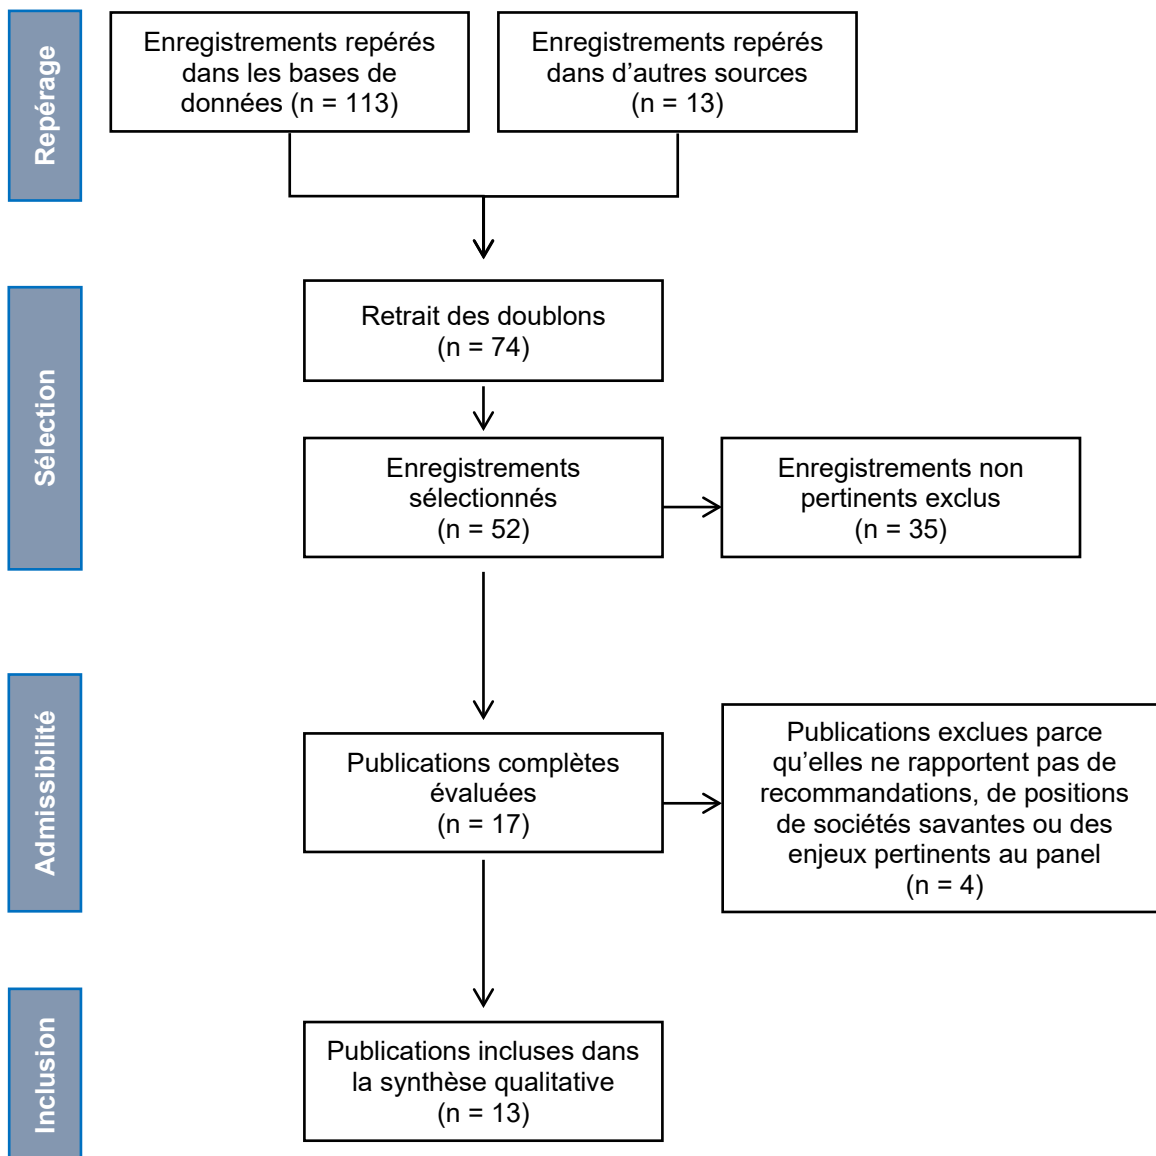 Repérage
Enregistrements repérés
dans les bases de
données (n = 113)
Enregistrements repérés
dans d’autres sources
(n = 13)
Sélection
Retrait des doublons
(n = 74)
Enregistrements
sélectionnés
(n = 52)
Enregistrements non
pertinents exclus
(n = 35)
Admissibilité
Publications complètes
évaluées
(n = 17)
Publications exclues parce
qu’elles ne rapportent pas de
recommandations, de positions
de sociétés savantes ou des
enjeux pertinents au panel
(n = 4)
Inclusion
Publications incluses dans
la synthèse qualitative
(n = 13)